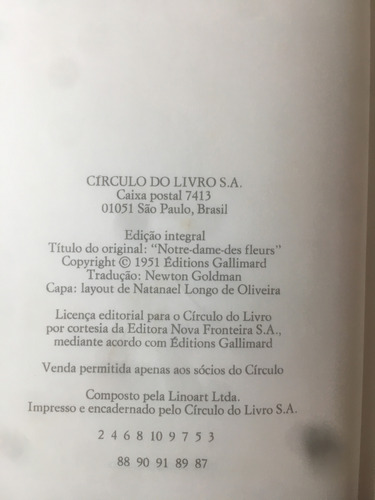 CÍRCULO DO LIVRO S.A.
Caixa postal 7413
01051 São Paulo, Brasil
Edição integral
Título do original: "Notre-dame-des fleurs"
Copyright © 1951 Éditions Gallimard
Tradução: Newton Goldman
Capa: layout de Natanael Longo de Oliveira
Licença editorial para o Círculo do Livro
por cortesia da Editora Nova Fronteira S.A.,
mediante acordo com Éditions Gallimard
Venda permitida apenas aos sócios do Círculo
Composto pela Linoart Ltda.
Impresso e encadernado pelo Círculo do Livro S.A.
2 4 6 8 10 9 7 5 3
88 90 91 89 87